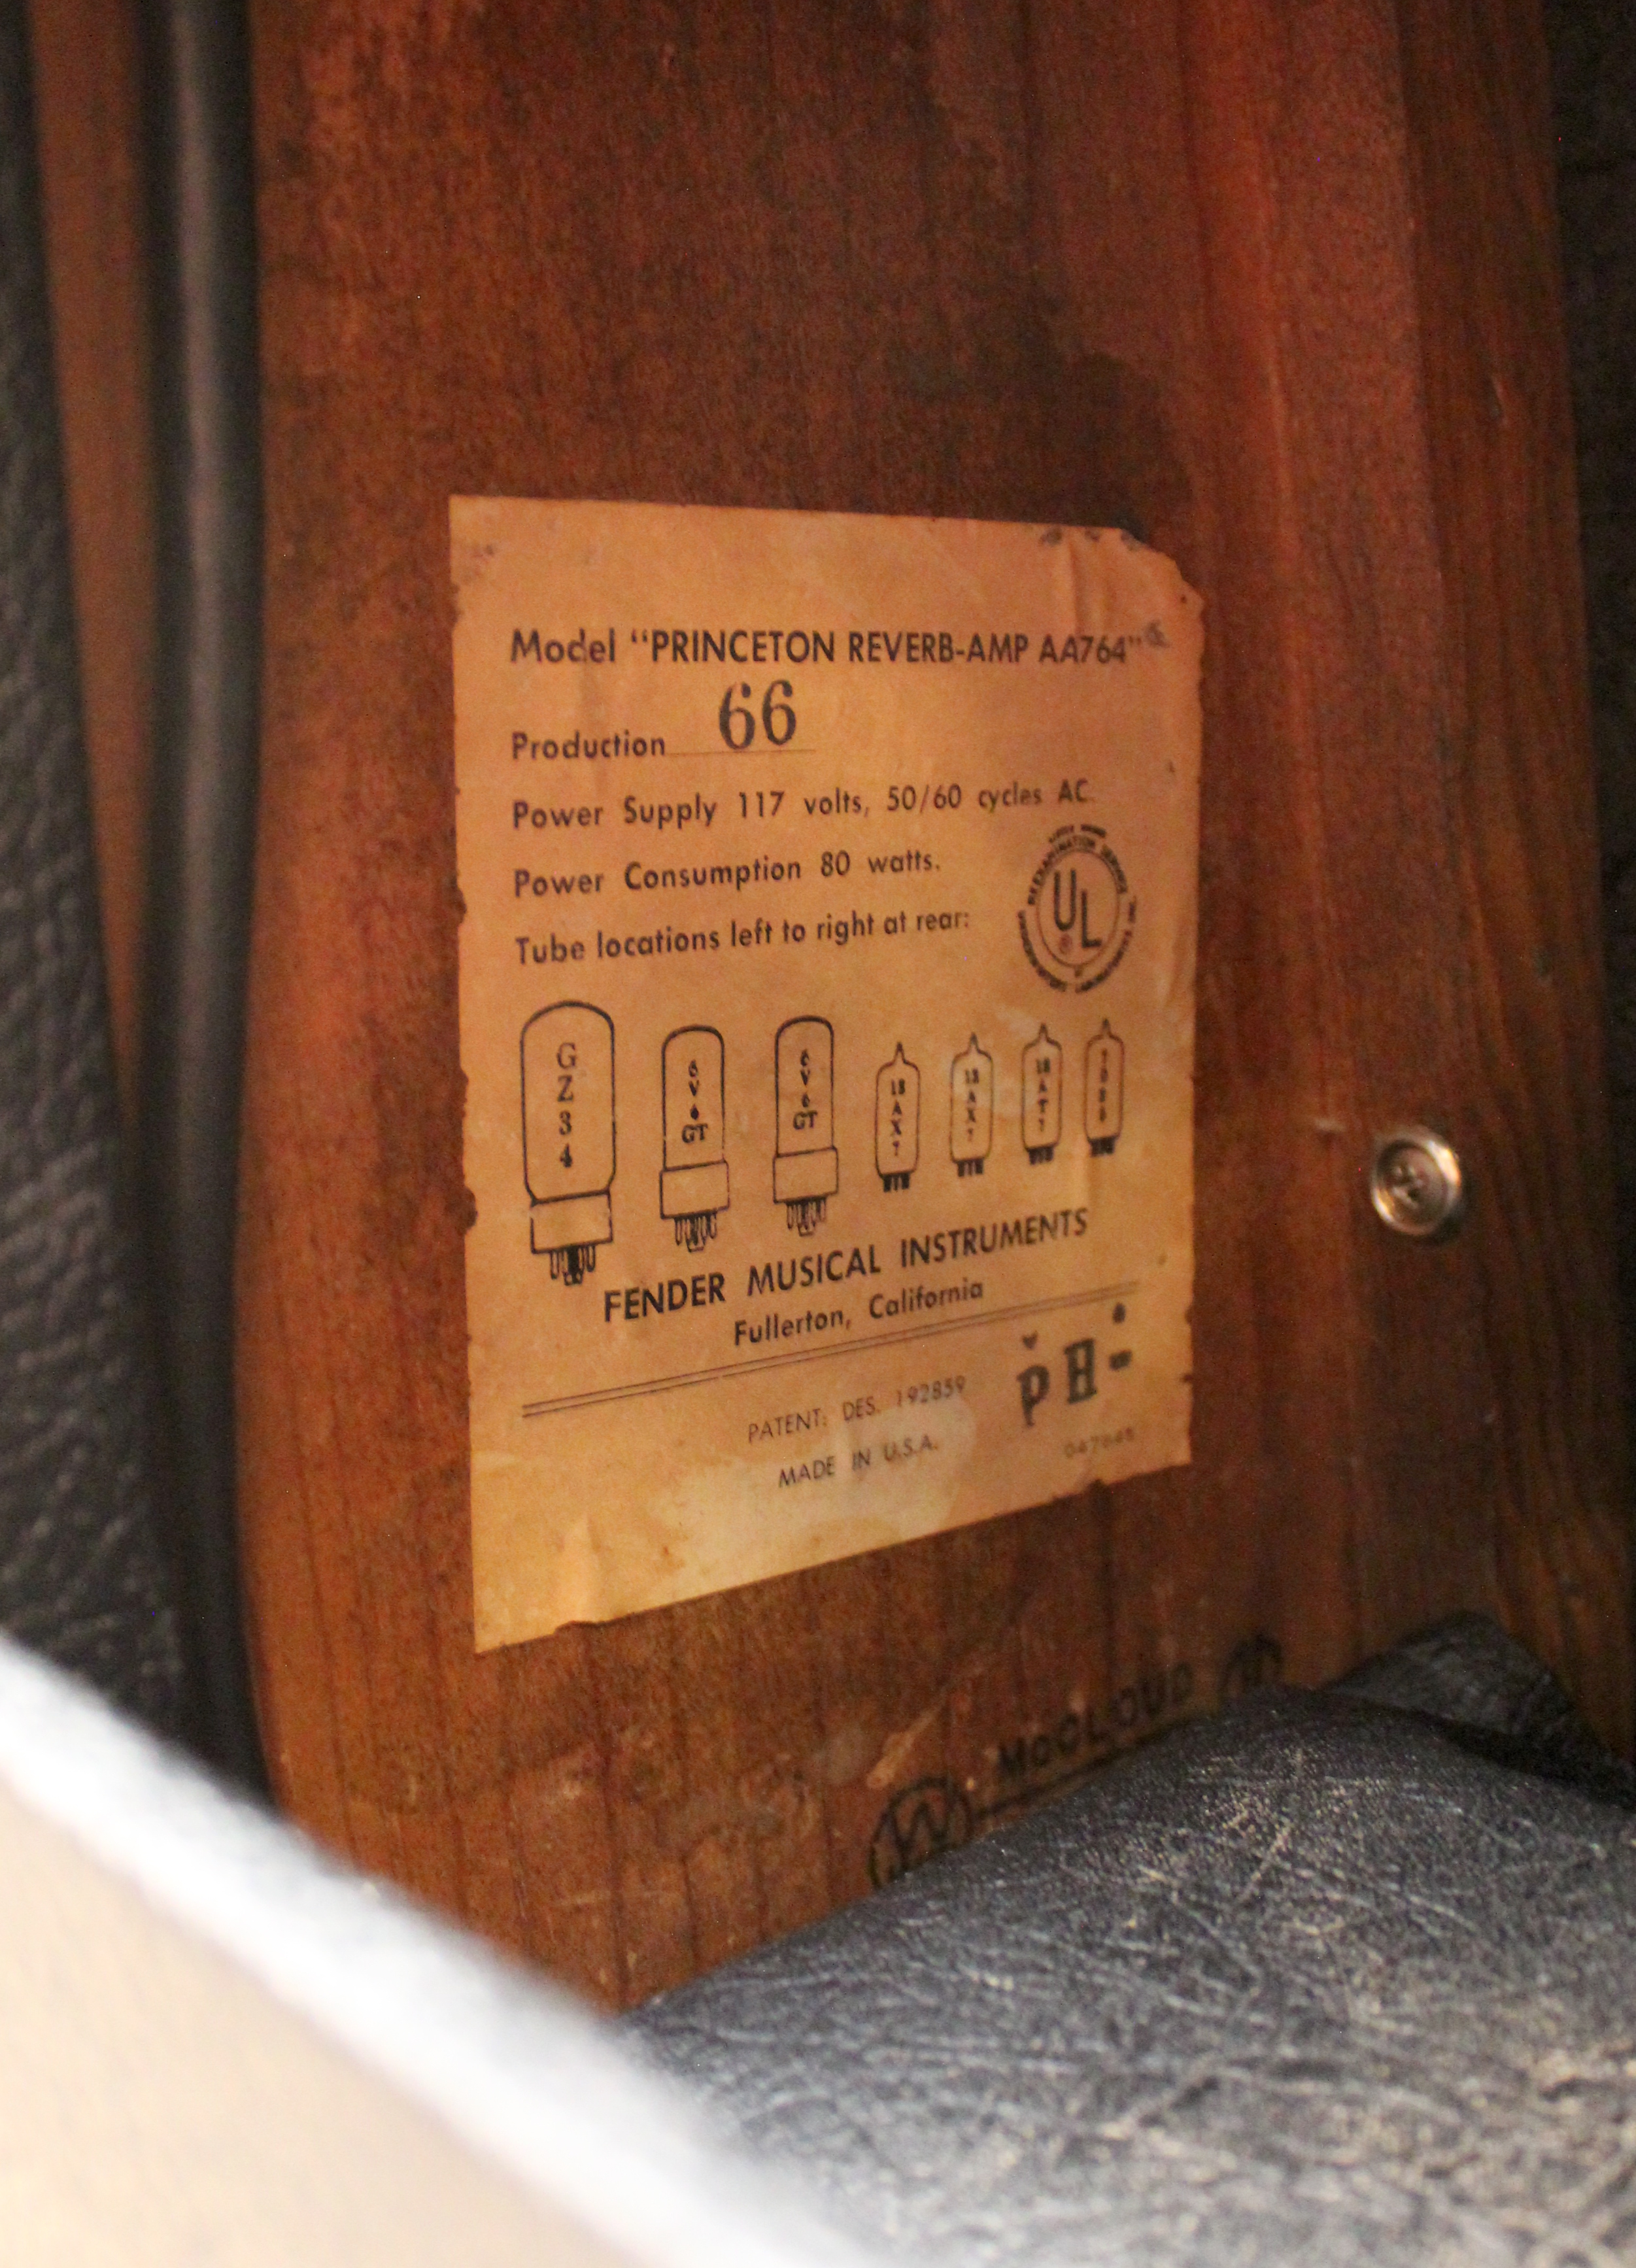 Model “PRINCETON REVERB-AMP AA764”
Production 66
Power Supply 117 volts, 50/60 cycles AC.
Power Consumption 80 watts.
Tube locations left to right at rear:
UL
GZ34
6V6GT
6V6GT
12AX7
12AX7
12AT7
FENDER MUSICAL INSTRUMENTS
Fullerton, California
PATENT: DES. 192859
MADE IN U.S.A.
McCLOUD
W